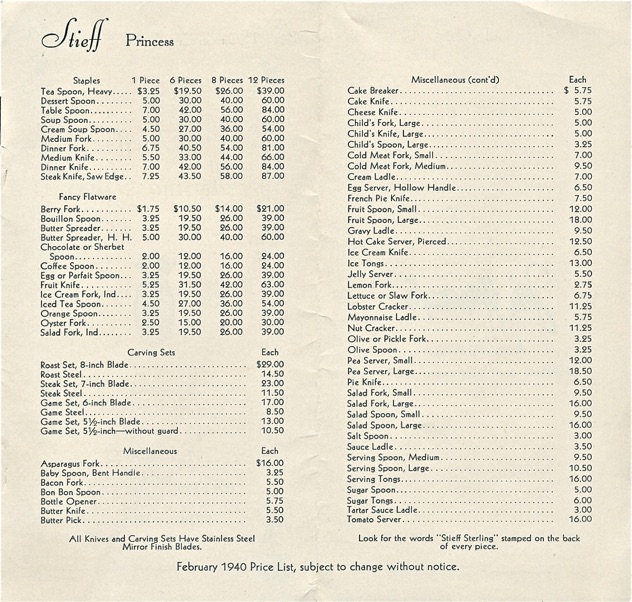 Stieff Princess
Staples 1 Piece 6 Pieces 8 Pieces 12 Pieces
Tea Spoon, Heavy..... $3.25 $19.50 $26.00 $39.00
Dessert Spoon........ 5.00 30.00 40.00 60.00
Table Spoon.......... 7.00 42.00 56.00 84.00
Soup Spoon........... 5.00 30.00 40.00 60.00
Cream Soup Spoon..... 4.50 27.00 36.00 54.00
Medium Fork.......... 5.00 30.00 40.00 60.00
Dinner Fork.......... 6.75 40.50 54.00 81.00
Medium Knife......... 5.50 33.00 44.00 66.00
Dinner Knife......... 7.00 42.00 56.00 84.00
Steak Knife, Saw Edge.. 7.25 43.50 58.00 87.00
Fancy Flatware
Berry Fork........... $1.75 $10.50 $14.00 $21.00
Bouillon Spoon....... 3.25 19.50 26.00 39.00
Butter Spreader...... 3.25 19.50 26.00 39.00
Butter Spreader, H. H. 5.00 30.00 40.00 60.00
Chocolate or Sherbet
Spoon.............. 2.00 12.00 16.00 24.00
Coffee Spoon......... 2.00 12.00 16.00 24.00
Egg or Parfait Spoon... 3.25 19.50 26.00 39.00
Fruit Knife.......... 5.25 31.50 42.00 63.00
Ice Cream Fork, Ind... 3.25 19.50 26.00 39.00
Iced Tea Spoon....... 4.50 27.00 36.00 54.00
Orange Spoon......... 3.25 19.50 26.00 39.00
Oyster Fork.......... 2.50 15.00 20.00 30.00
Salad Fork, Ind...... 3.25 19.50 26.00 39.00
Carving Sets Each
Roast Set, 8-inch Blade........ $29.00
Roast Steel........ 14.50
Steak Set, 7-inch Blade........ 23.00
Steak Steel........ 11.50
Game Set, 6-inch Blade........ 17.00
Game Steel........ 8.50
Game Set, 5½-inch Blade........ 13.00
Game Set, 5½-inch—without guard........ 10.50
Miscellaneous Each
Asparagus Fork........ $16.00
Baby Spoon, Bent Handle........ 3.25
Bacon Fork........ 5.50
Bon Bon Spoon........ 5.00
Bottle Opener........ 5.75
Butter Knife........ 5.50
Butter Pick........ 3.50
All Knives and Carving Sets Have Stainless Steel
Mirror Finish Blades.
Miscellaneous (cont'd) Each
Cake Breaker........ $ 5.75
Cake Knife........ 5.75
Cheese Knife........ 5.00
Child's Fork, Large........ 5.00
Child's Knife, Large........ 5.00
Child's Spoon, Large........ 3.25
Cold Meat Fork, Small........ 7.00
Cold Meat Fork, Medium........ 9.50
Cream Ladle........ 7.00
Egg Server, Hollow Handle........ 6.50
French Pie Knife........ 7.50
Fruit Spoon, Small........ 12.00
Fruit Spoon, Large........ 18.00
Gravy Ladle........ 9.50
Hot Cake Server, Pierced........ 12.50
Ice Cream Knife........ 6.50
Ice Tongs........ 13.00
Jelly Server........ 5.50
Lemon Fork........ 2.75
Lettuce or Slaw Fork........ 6.75
Lobster Cracker........ 11.25
Mayonnaise Ladle........ 5.75
Nut Cracker........ 11.25
Olive or Pickle Fork........ 3.25
Olive Spoon........ 3.25
Pea Server, Small........ 12.00
Pea Server, Large........ 18.50
Pie Knife........ 6.50
Salad Fork, Small........ 9.50
Salad Fork, Large........ 16.00
Salad Spoon, Small........ 9.50
Salad Spoon, Large........ 16.00
Salt Spoon........ 3.00
Sauce Ladle........ 3.50
Serving Spoon, Medium........ 9.50
Serving Spoon, Large........ 10.50
Serving Tongs........ 16.00
Sugar Spoon........ 5.00
Sugar Tongs........ 6.00
Tartar Sauce Ladle........ 3.00
Tomato Server........ 16.00
Look for the words "Stieff Sterling" stamped on the back
of every piece.
February 1940 Price List, subject to change without notice.